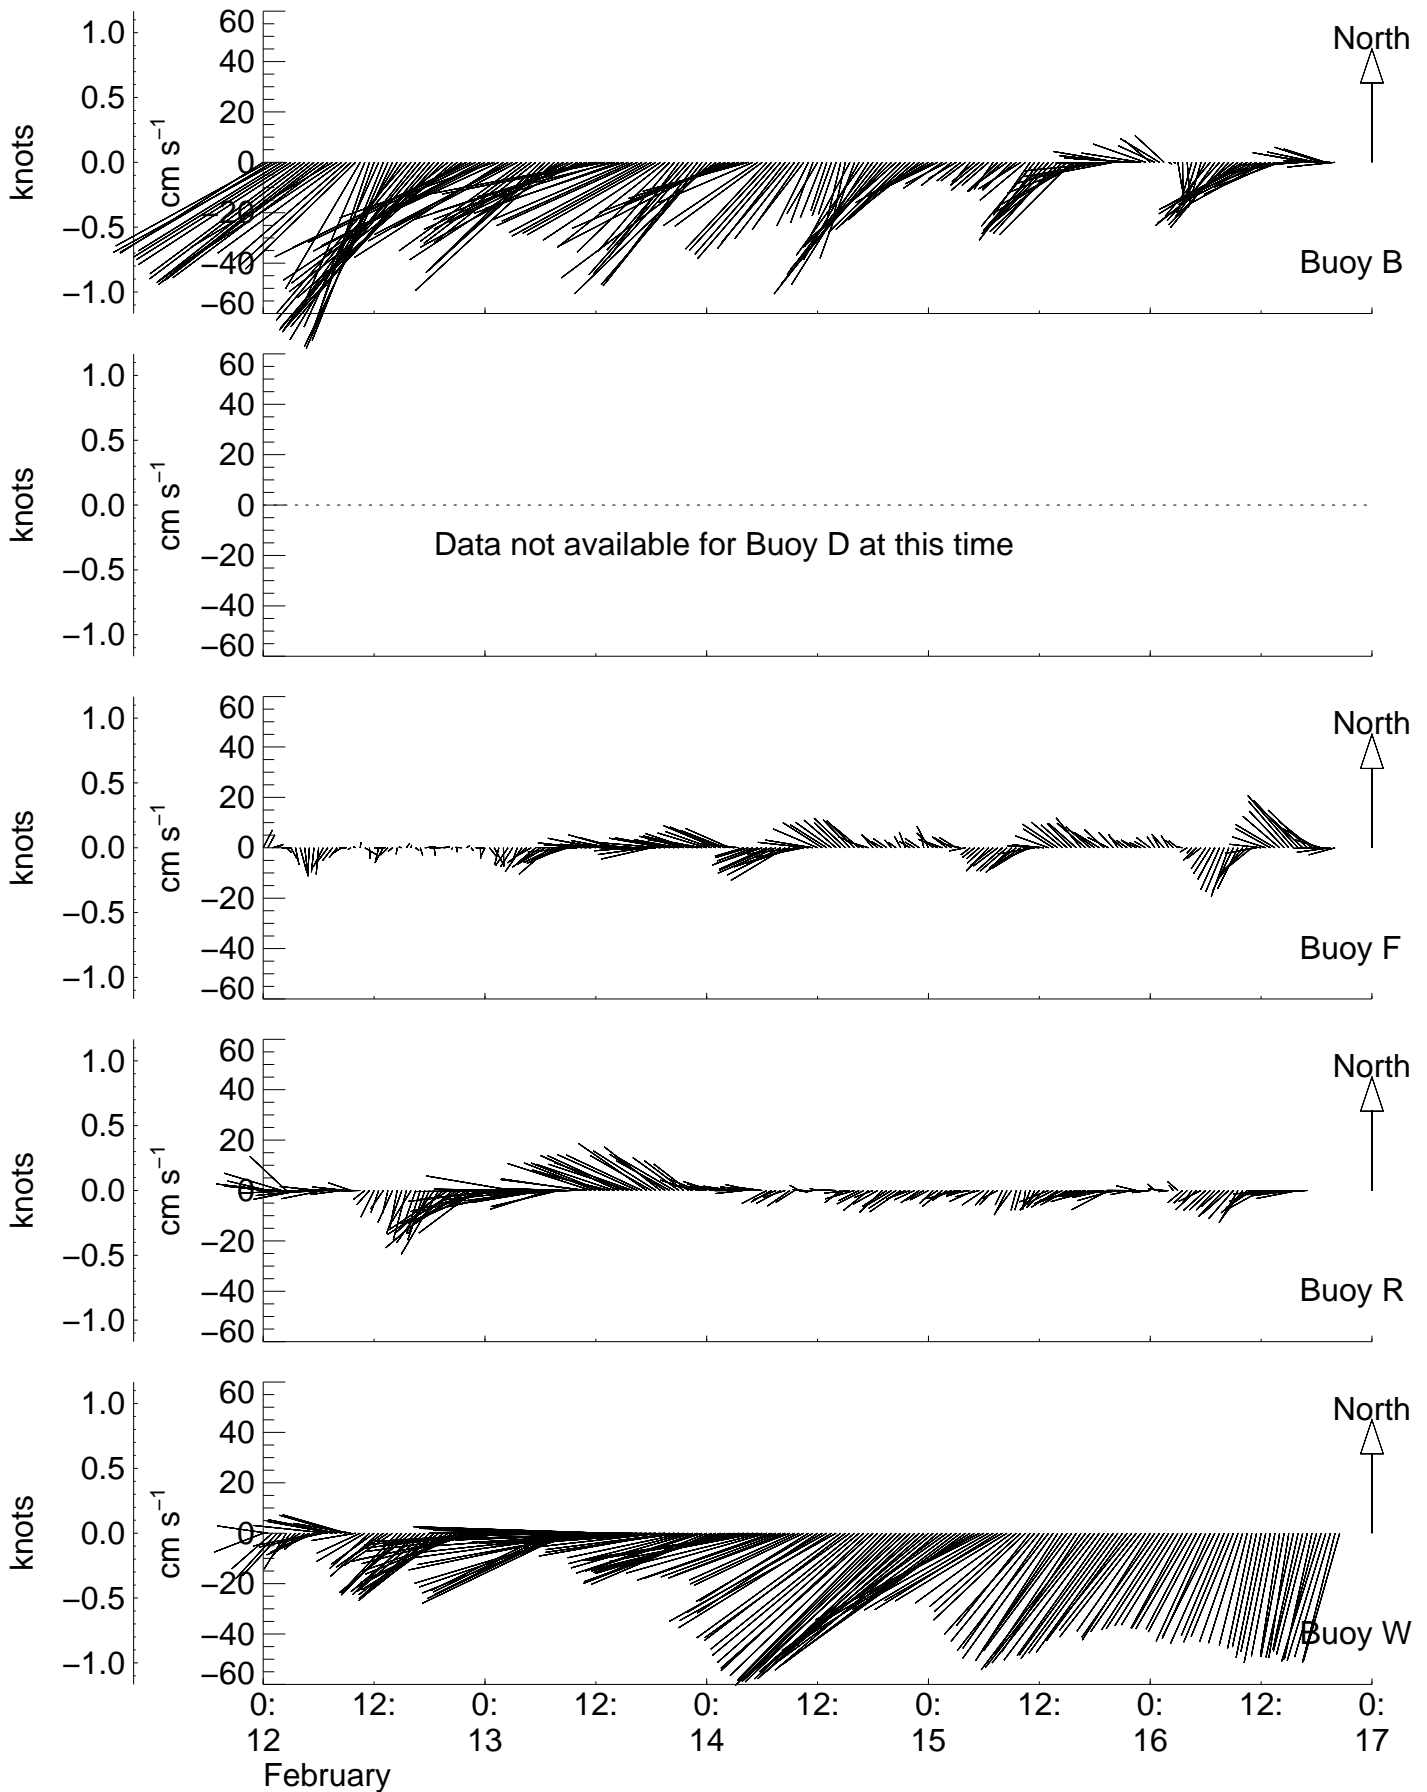 knots
1.0
0.5
0.0
−0.5
−1.0
cm s−1
60
40
20
0
−20
−40
−60
North
Buoy B
knots
1.0
0.5
0.0
−0.5
−1.0
cm s−1
60
40
20
0
−20
−40
−60
Data not available for Buoy D at this time
knots
1.0
0.5
0.0
−0.5
−1.0
cm s−1
60
40
20
0
−20
−40
−60
North
Buoy F
knots
1.0
0.5
0.0
−0.5
−1.0
cm s−1
60
40
20
0
−20
−40
−60
North
Buoy R
knots
1.0
0.5
0.0
−0.5
−1.0
cm s−1
60
40
20
0
−20
−40
−60
North
Buoy W
0: 12: 0: 12: 0: 12: 0: 12: 0: 12: 0:
12 13 14 15 16 17
February